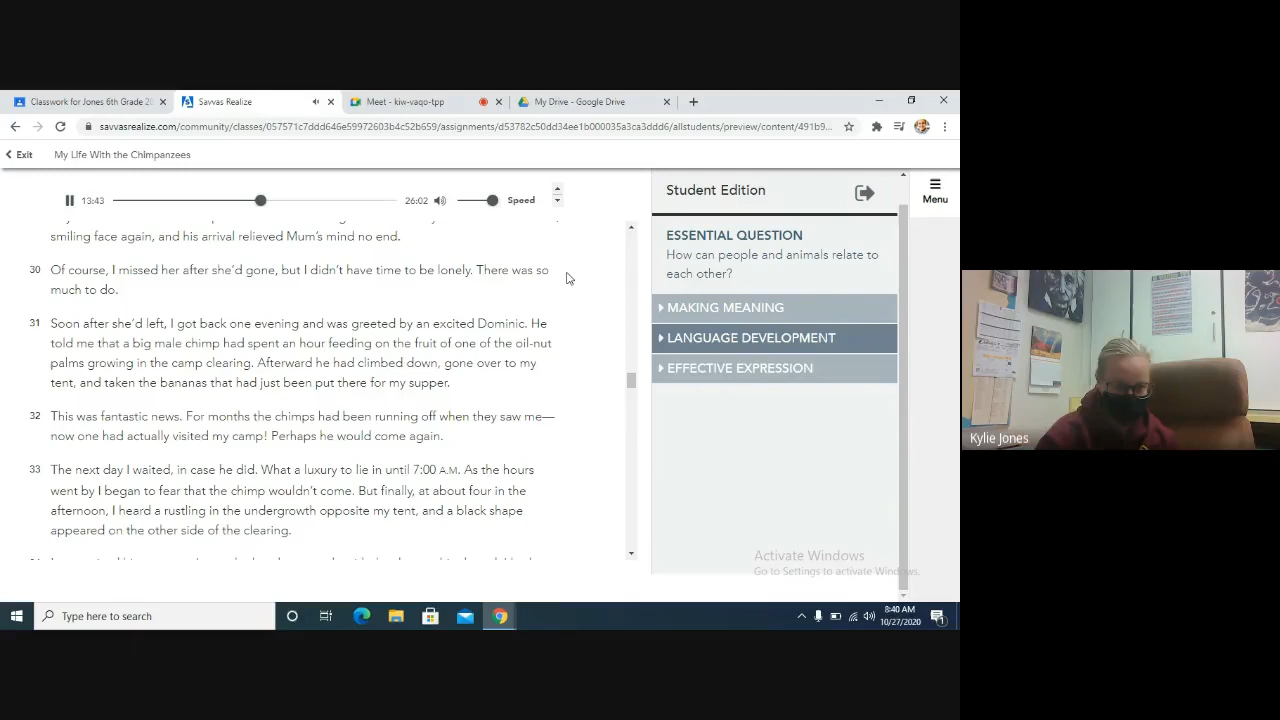 Classwork for Jones 6th Grade 20
Savvas Realize
Meet - kiw-vaqo-tpp
My Drive - Google Drive
savvasrealize.com/community/classes/057571c7ddd646e59972603b4c52b659/assignments/d53782c50dd34ee1b000035a3ca3ddd6/allstudents/preview/content/491b9...
Exit
My Life With the Chimpanzees
13:43
26:02
Speed
Student Edition
Menu
smiling face again, and his arrival relieved Mum's mind no end.
30 Of course, I missed her after she'd gone, but I didn't have time to be lonely. There was so
much to do.
31 Soon after she'd left, I got back one evening and was greeted by an excited Dominic. He
told me that a big male chimp had spent an hour feeding on the fruit of one of the oil-nut
palms growing in the camp clearing. Afterward he had climbed down, gone over to my
tent, and taken the bananas that had just been put there for my supper.
32 This was fantastic news. For months the chimps had been running off when they saw me—
now one had actually visited my camp! Perhaps he would come again.
33 The next day I waited, in case he did. What a luxury to lie in until 7:00 A.M. As the hours
went by I began to fear that the chimp wouldn't come. But finally, at about four in the
afternoon, I heard a rustling in the undergrowth opposite my tent, and a black shape
appeared on the other side of the clearing.
ESSENTIAL QUESTION
How can people and animals relate to
each other?
MAKING MEANING
LANGUAGE DEVELOPMENT
EFFECTIVE EXPRESSION
Activate Windows
Go to Settings to activate Windows.
Kylie Jones
Type here to search
8:40 AM
10/27/2020
1